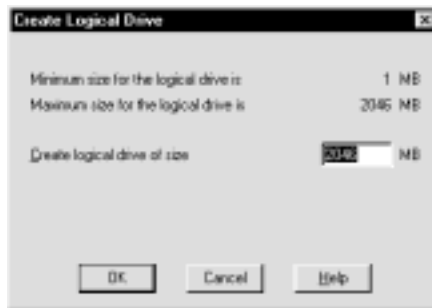 Create Logical Drive
Minimum size for the logical drive is 1 MB
Maximum size for the logical drive is 2046 MB
Create logical drive of size 2046 MB
OK Cancel Help